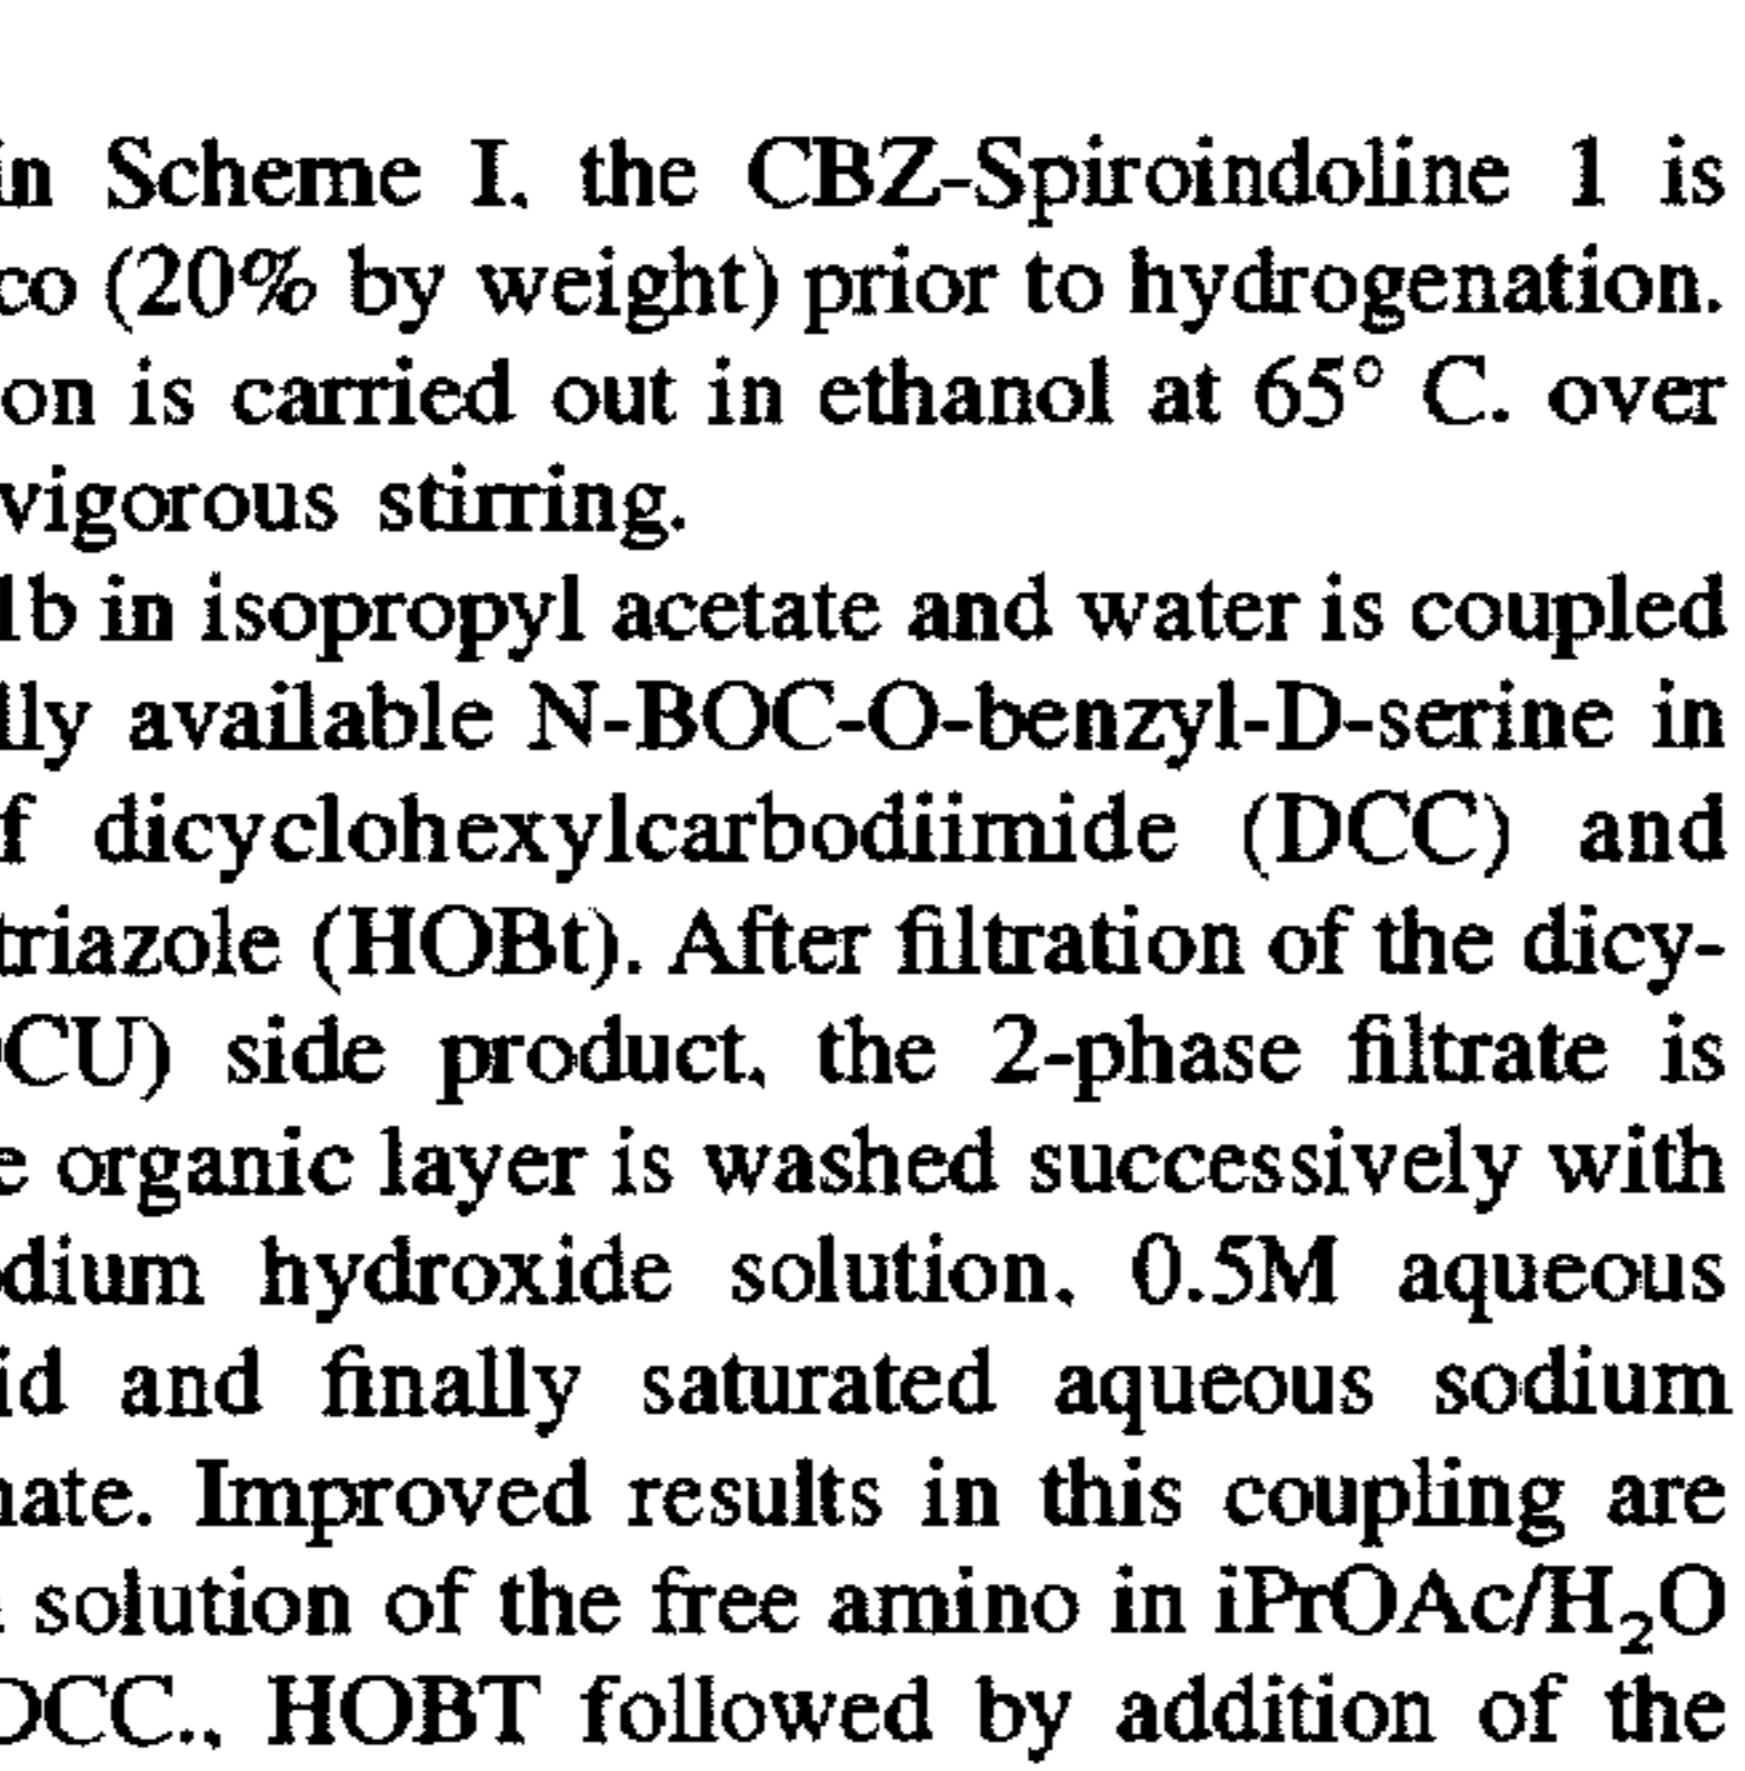 in Scheme I, the CBZ-Spiroindoline 1 is
co (20% by weight) prior to hydrogenation.
on is carried out in ethanol at 65° C. over
vigorous stirring.
1b in isopropyl acetate and water is coupled
lly available N-BOC-O-benzyl-D-serine in
f dicyclohexylcarbodiimide (DCC) and
triazole (HOBt). After filtration of the dicy-
CU) side product, the 2-phase filtrate is
e organic layer is washed successively with
dium hydroxide solution, 0.5M aqueous
id and finally saturated aqueous sodium
nate. Improved results in this coupling are
solution of the free amino in iPrOAc/H₂O
DCC., HOBT followed by addition of the